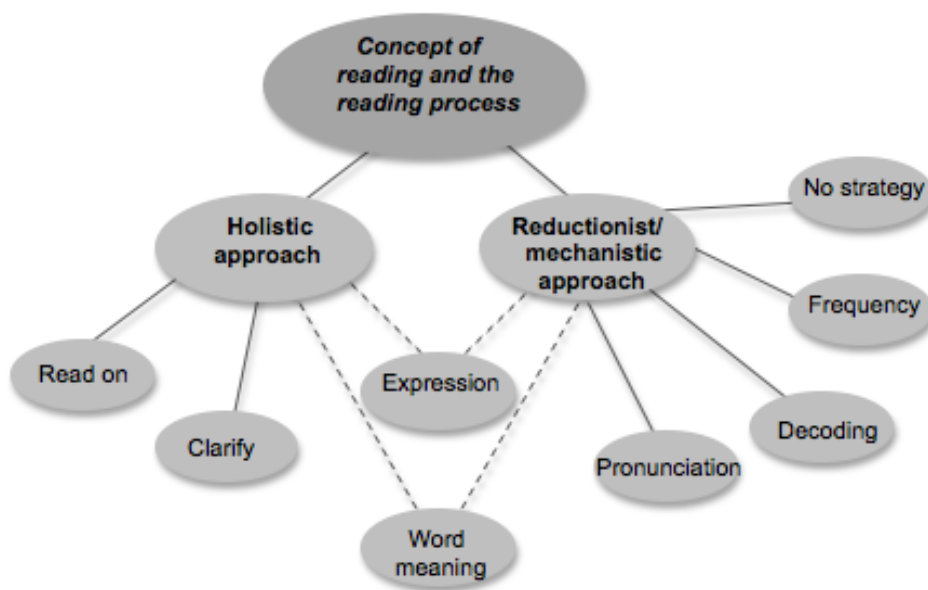 Concept of
reading and the
reading process
Holistic
approach
Reductionist/
mechanistic
approach
No strategy
Frequency
Read on
Expression
Clarify
Decoding
Pronunciation
Word
meaning